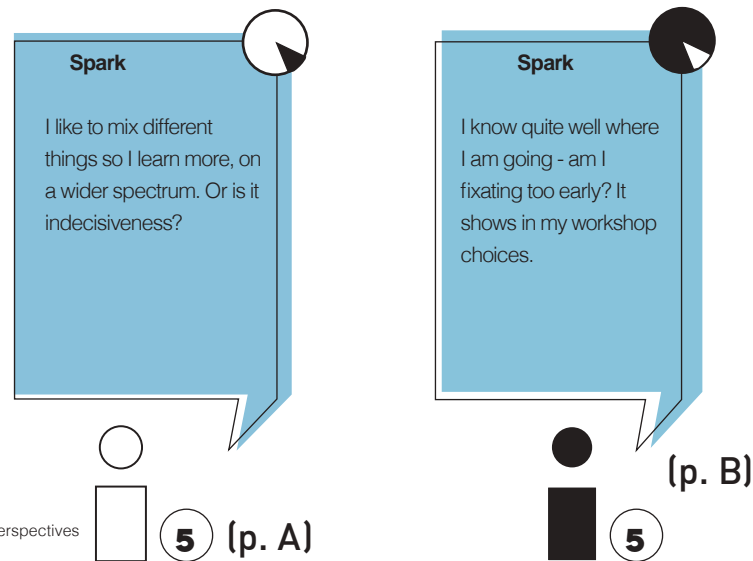 Spark
I like to mix different
things so I learn more, on
a wider spectrum. Or is it
indecisiveness?
5
(p. A)
Spark
I know quite well where
I am going - am I
fixating too early? It
shows in my workshop
choices.
(p. B)
5